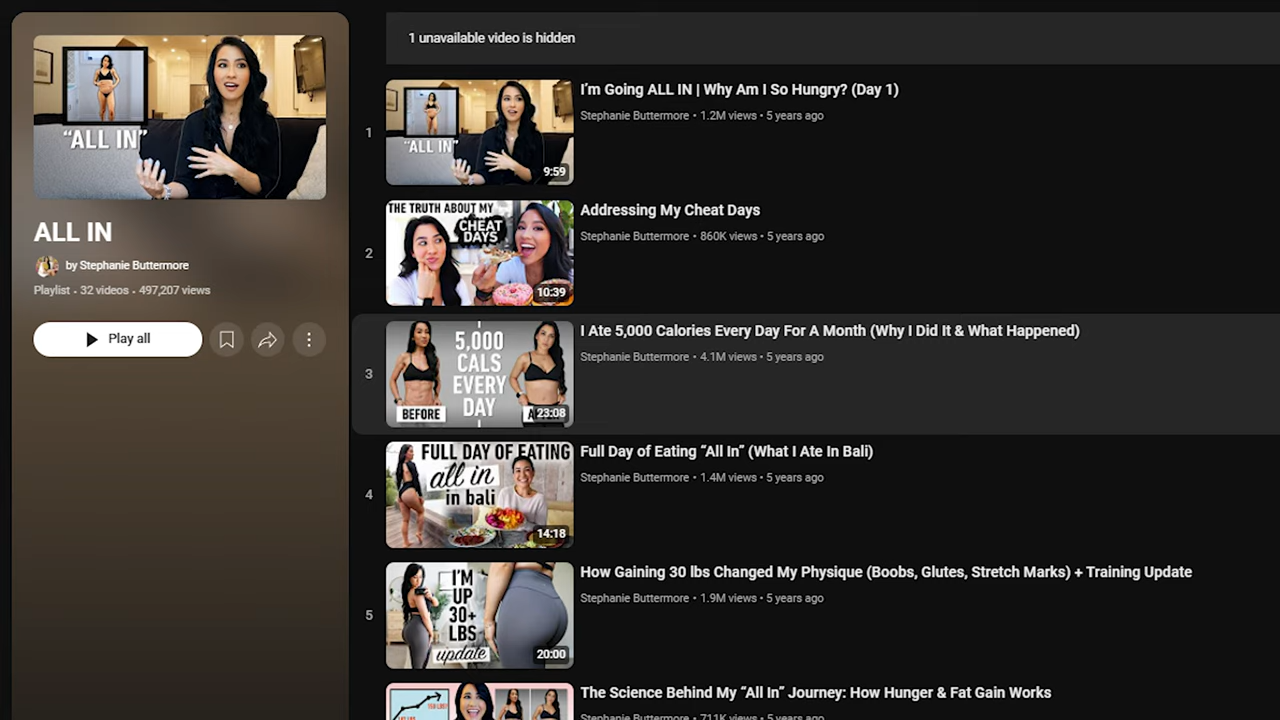 "ALL IN"
ALL IN
by Stephanie Buttermore
Playlist • 32 videos • 497,207 views
Play all
1 unavailable video is hidden
1
"ALL IN"
9:59
I'm Going ALL IN | Why Am I So Hungry? (Day 1)
Stephanie Buttermore • 1.2M views • 5 years ago
2
THE TRUTH ABOUT MY
CHEAT
DAYS
10:39
Addressing My Cheat Days
Stephanie Buttermore • 860K views • 5 years ago
3
5,000
CALS
EVERY
DAY
BEFORE
23:08
I Ate 5,000 Calories Every Day For A Month (Why I Did It & What Happened)
Stephanie Buttermore • 4.1M views • 5 years ago
4
FULL DAY OF EATING
all in
in bali
14:18
Full Day of Eating “All In” (What I Ate In Bali)
Stephanie Buttermore • 1.4M views • 5 years ago
5
I'M
UP
30+
LBS
update
20:00
How Gaining 30 lbs Changed My Physique (Boobs, Glutes, Stretch Marks) + Training Update
Stephanie Buttermore • 1.9M views • 5 years ago
The Science Behind My “All In” Journey: How Hunger & Fat Gain Works
Stephanie Buttermore • 711K views • 5 years ago